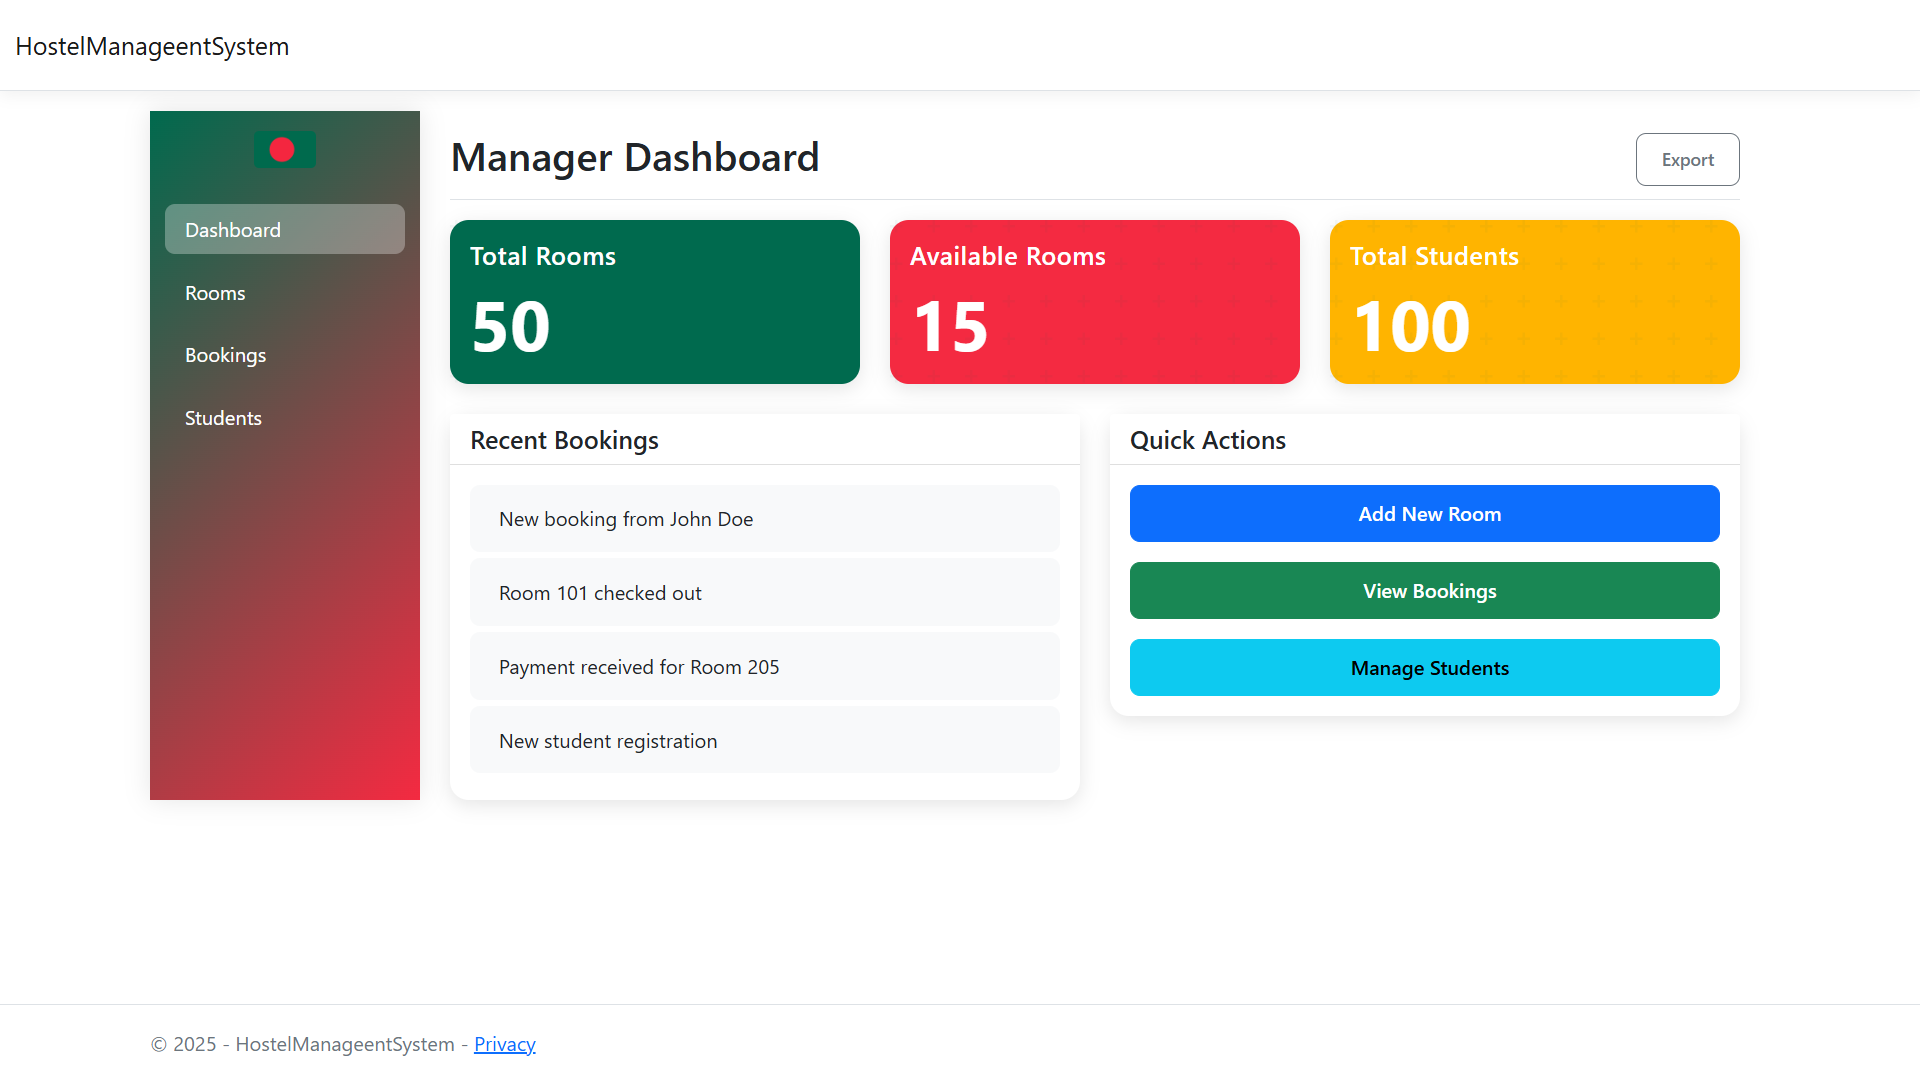 HostelManageentSystem
Dashboard
Rooms
Bookings
Students
Manager Dashboard
Export
Total Rooms
50
Available Rooms
15
Total Students
100
Recent Bookings
New booking from John Doe
Room 101 checked out
Payment received for Room 205
New student registration
Quick Actions
Add New Room
View Bookings
Manage Students
© 2025 - HostelManageentSystem - Privacy